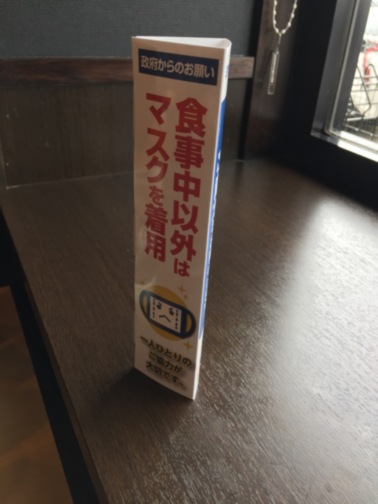 政府からのお願い
食事中以外は
マスクを着用
一人ひとりの
ご協力が
大切です。